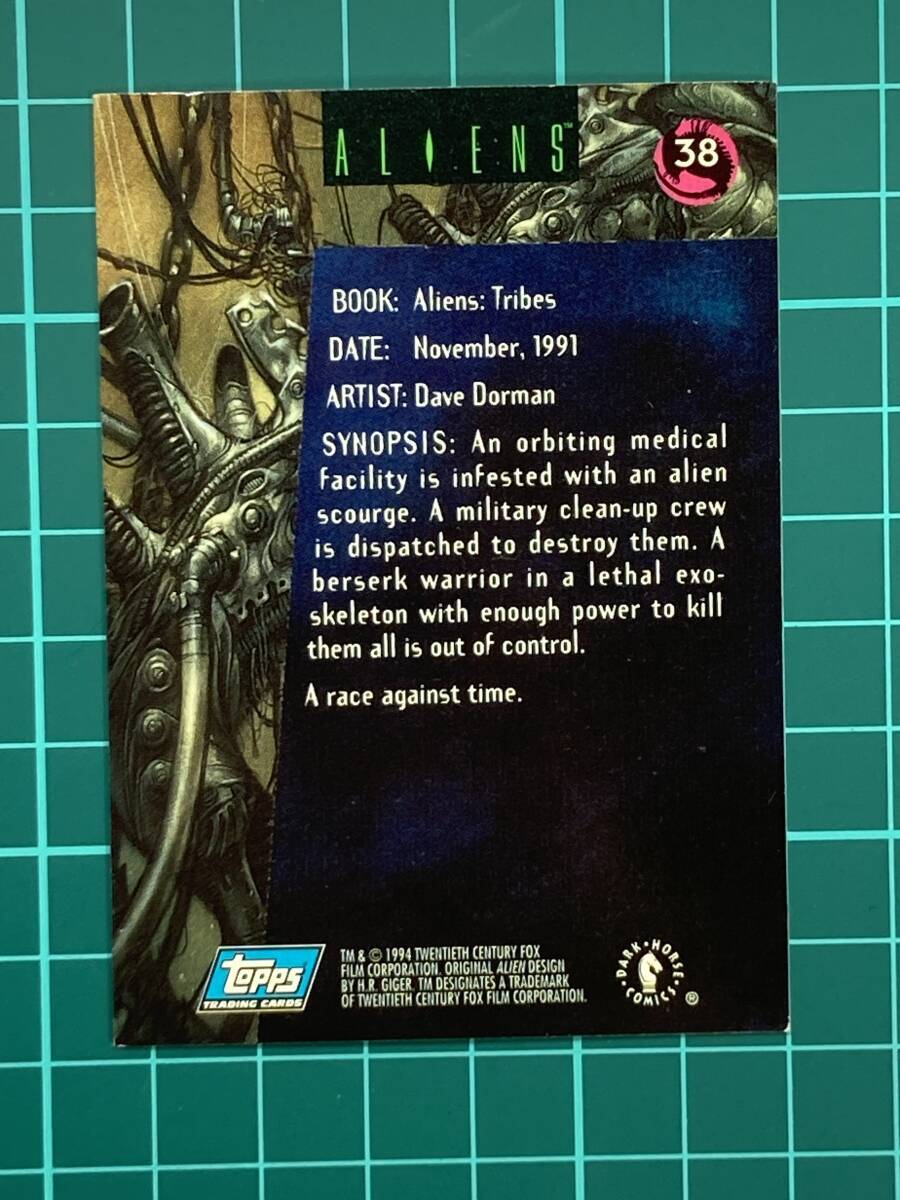 ALIENS™
38
BOOK: Aliens: Tribes
DATE: November, 1991
ARTIST: Dave Dorman
SYNOPSIS: An orbiting medical
facility is infested with an alien
scourge. A military clean-up crew
is dispatched to destroy them. A
berserk warrior in a lethal exo-
skeleton with enough power to kill
them all is out of control.
A race against time.
topps
TRADING CARDS
TM & © 1994 TWENTIETH CENTURY FOX
FILM CORPORATION. ORIGINAL ALIEN DESIGN
BY H.R. GIGER. TM DESIGNATES A TRADEMARK
OF TWENTIETH CENTURY FOX FILM CORPORATION.
DARK • HORSE • COMICS •
®